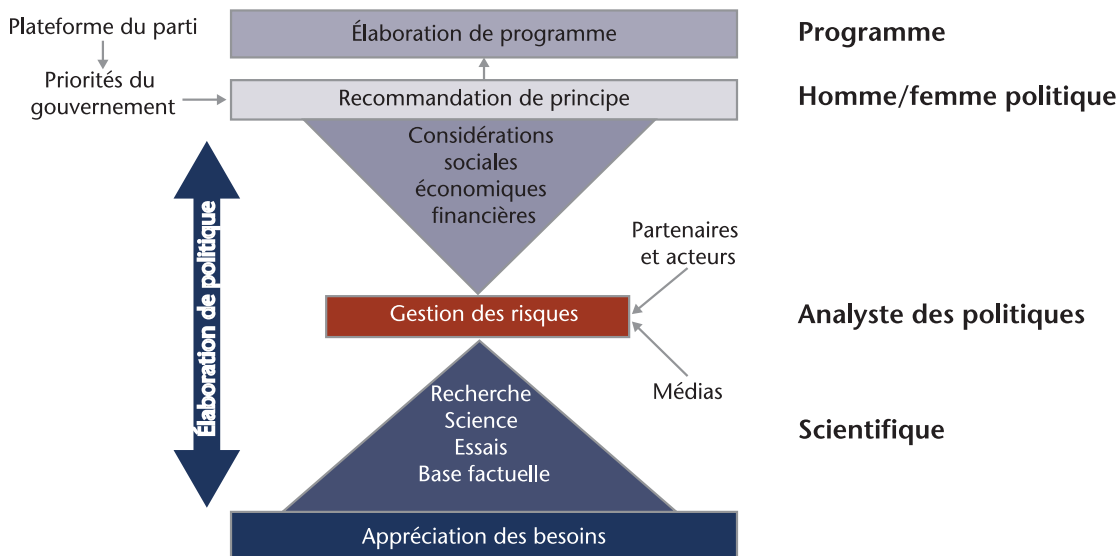 Plateforme du parti
Priorités du
gouvernement
Élaboration de programme
Programme
Recommandation de principe
Homme/femme politique
Considérations
sociales
économiques
financières
Élaboration de politique
Partenaires
et acteurs
Gestion des risques
Analyste des politiques
Médias
Recherche
Science
Essais
Base factuelle
Scientifique
Appréciation des besoins